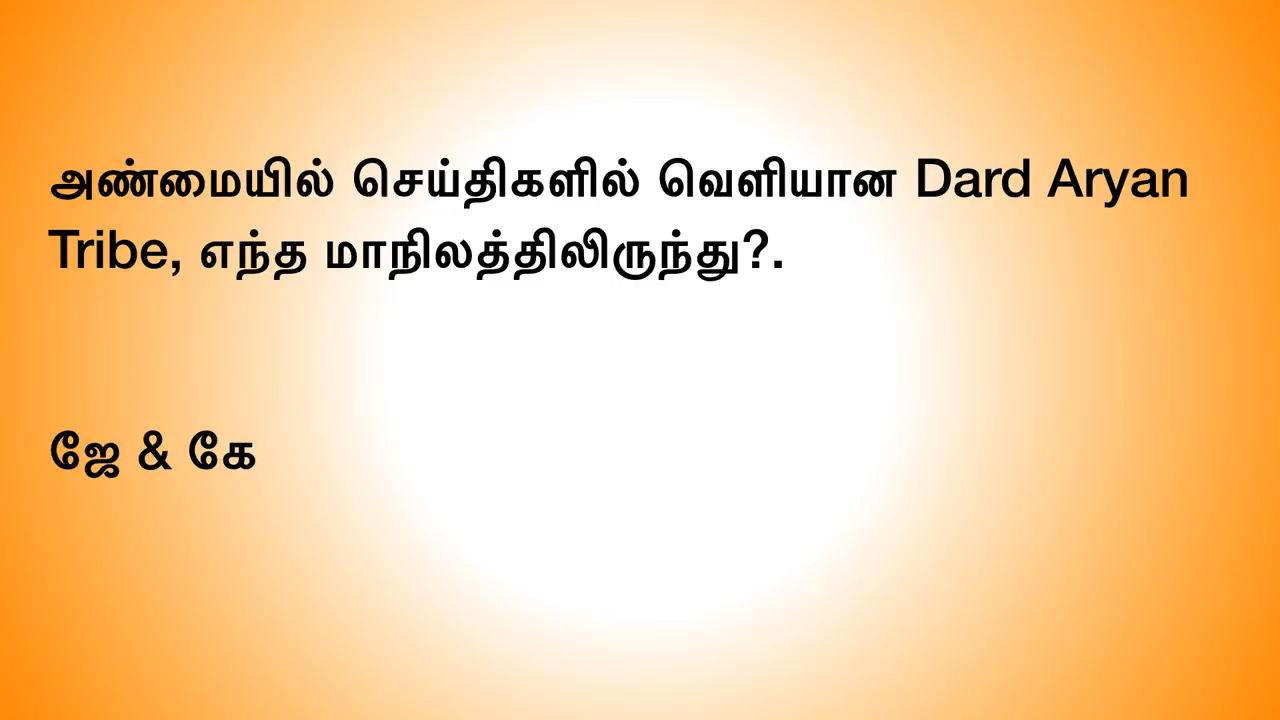 அண்மையில் செய்திகளில் வெளியான Dard Aryan
Tribe, எந்த மாநிலத்திலிருந்து?.
ஜே & கே